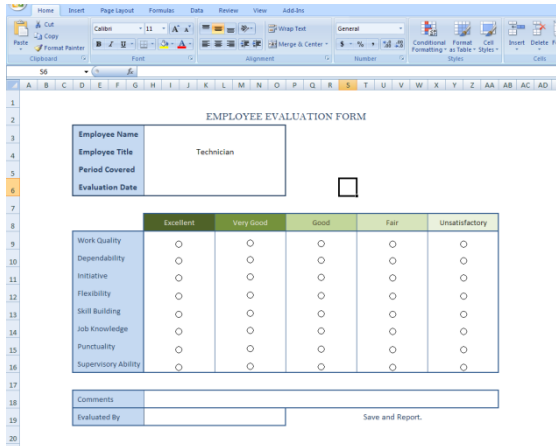 Home Insert Page Layout Formulas Data Review View Add-Ins
Cut
Copy
Format Painter
Paste
Clipboard
Calibri 11 A A
B I U A
Font
Wrap Text
Merge & Center
Alignment
General
$ % ,
Number
Conditional Formatting
Format as Table
Cell Styles
Styles
Insert Delete
Cells
S6 fx
A B C D E F G H I J K L M N O P Q R S T U V W X Y Z AA AB AC AD
1
2 EMPLOYEE EVALUATION FORM
3 Employee Name
4 Employee Title Technician
5 Period Covered
6 Evaluation Date
7
8 Excellent Very Good Good Fair Unsatisfactory
9 Work Quality
10 Dependability
11 Initiative
12 Flexibility
13 Skill Building
14 Job Knowledge
15 Punctuality
16 Supervisory Ability
17
18 Comments
19 Evaluated By Save and Report.
20